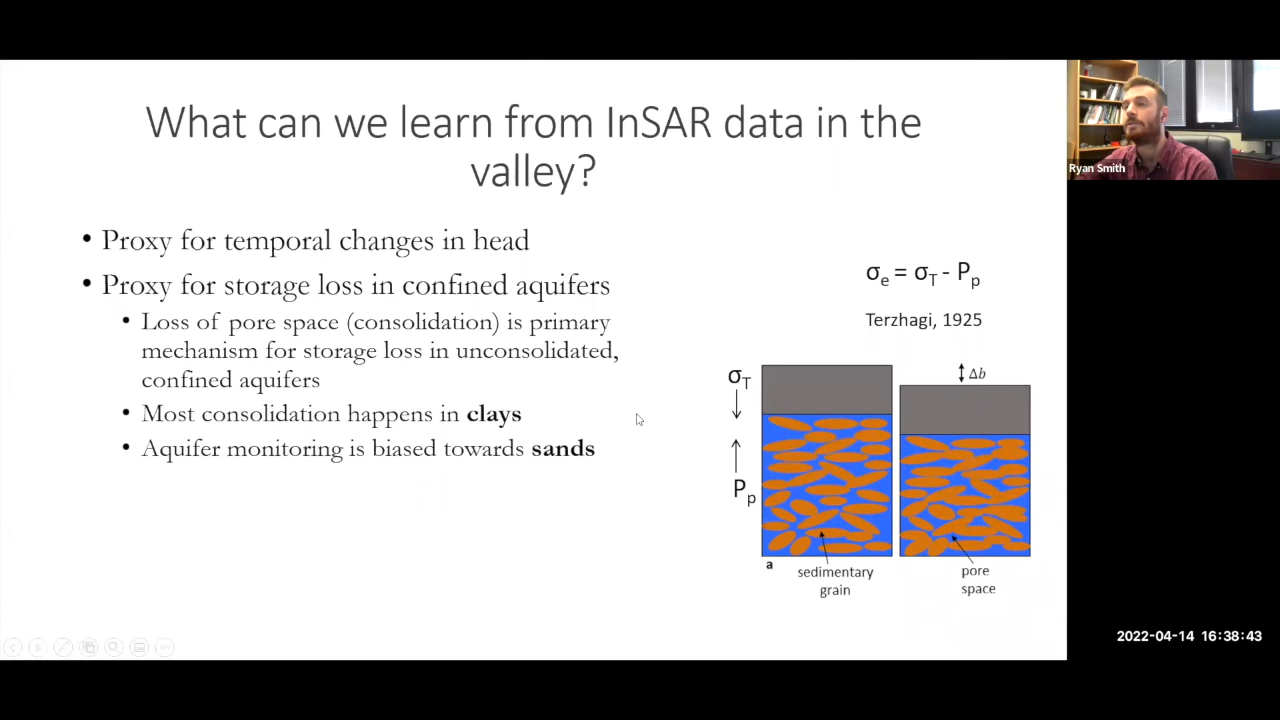 What can we learn from InSAR data in the
valley?
• Proxy for temporal changes in head
• Proxy for storage loss in confined aquifers
• Loss of pore space (consolidation) is primary
mechanism for storage loss in unconsolidated,
confined aquifers
• Most consolidation happens in clays
• Aquifer monitoring is biased towards sands
σe = σT - Pp
Terzhagi, 1925
σT
Δb
Pp
a
sedimentary
grain
pore
space
Ryan Smith
2022-04-14 16:38:43